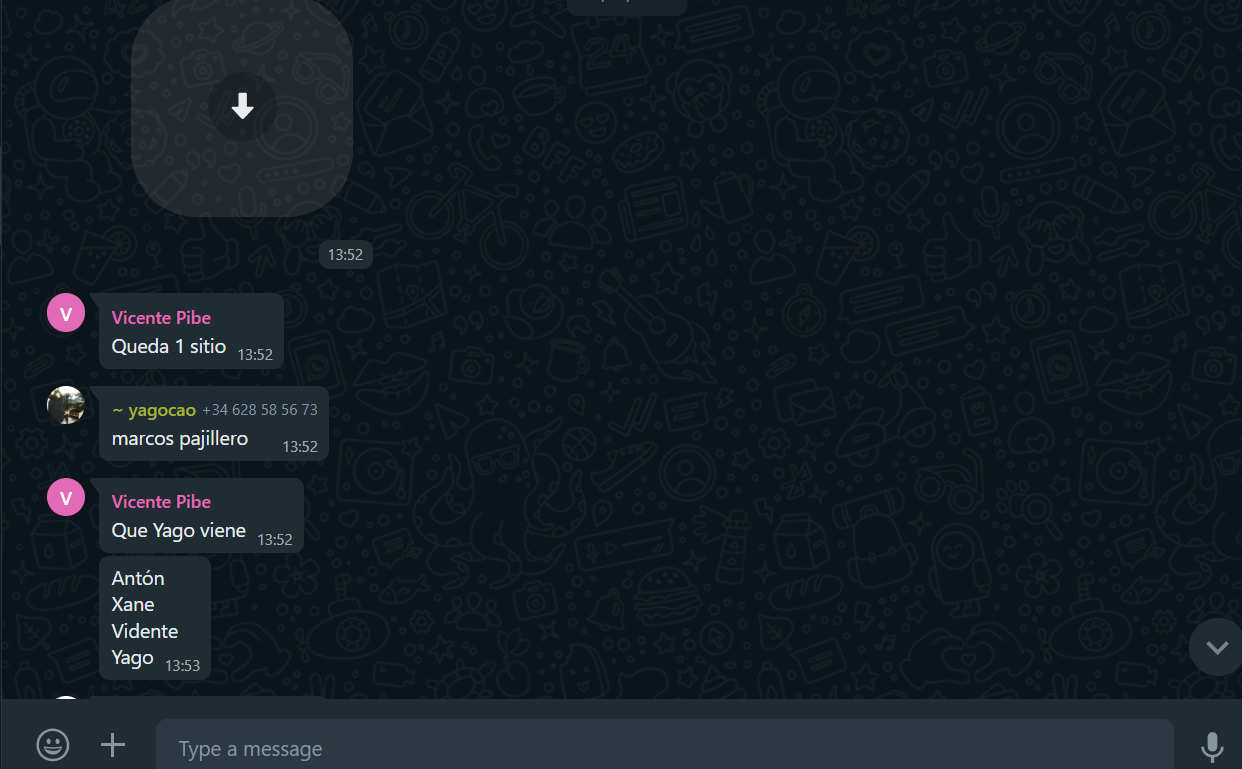 13:52
V
Vicente Pibe
Queda 1 sitio 13:52
~ yagocao +34 628 58 56 73
marcos pajillero 13:52
V
Vicente Pibe
Que Yago viene 13:52
Antón
Xane
Vidente
Yago 13:53
Type a message